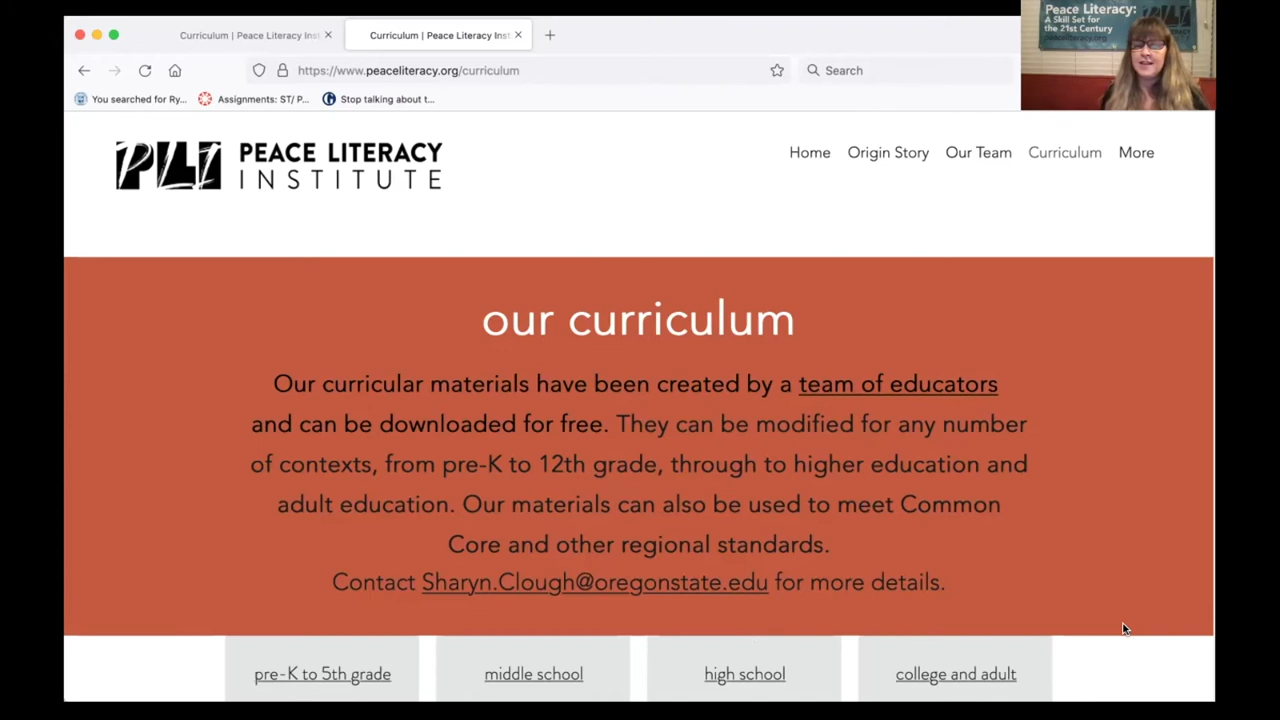 Curriculum | Peace Literacy Inst
Curriculum | Peace Literacy Inst
https://www.peaceliteracy.org/curriculum
Search
You searched for Ry...
Assignments: ST/ P...
Stop talking about t...
Peace Literacy:
A Skill Set for
the 21st Century
peaceliteracy.org
PLI
PEACE LITERACY
INSTITUTE
Home Origin Story Our Team Curriculum More
our curriculum
Our curricular materials have been created by a team of educators
and can be downloaded for free. They can be modified for any number
of contexts, from pre-K to 12th grade, through to higher education and
adult education. Our materials can also be used to meet Common
Core and other regional standards.
Contact Sharyn.Clough@oregonstate.edu for more details.
pre-K to 5th grade
middle school
high school
college and adult